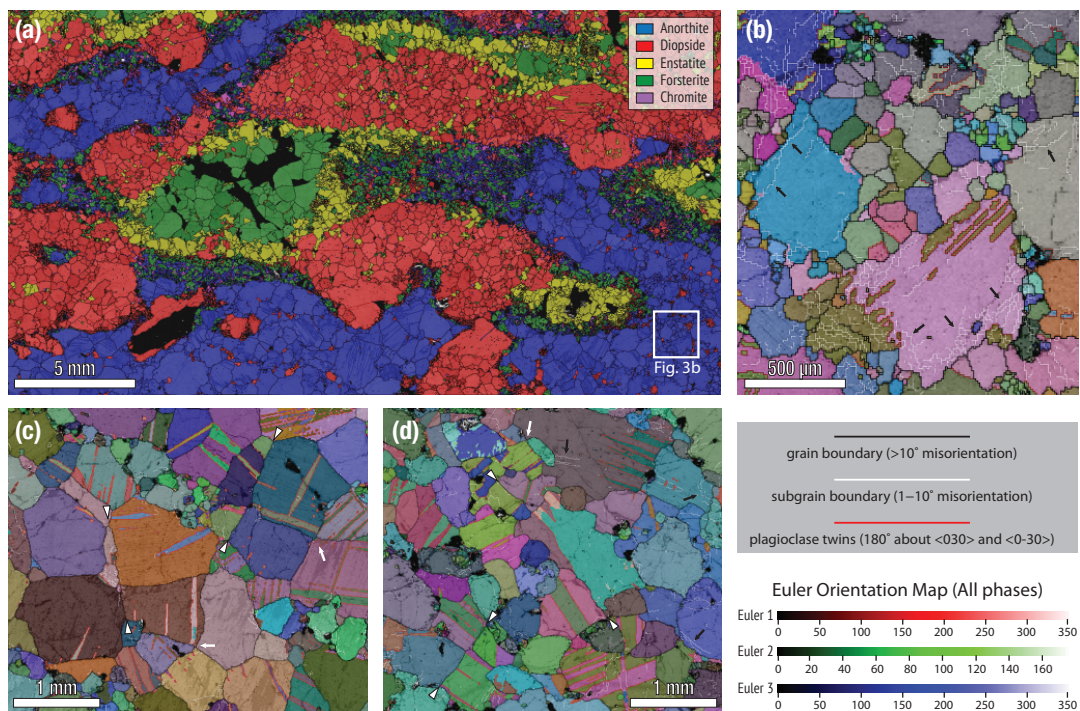 (a)
Anorthite
Diopside
Enstatite
Forsterite
Chromite
5 mm
Fig. 3b
(b)
500 µm
(c)
1 mm
(d)
1 mm
grain boundary (>10° misorientation)
subgrain boundary (1–10° misorientation)
plagioclase twins (180° about <030> and <0-30>)
Euler Orientation Map (All phases)
Euler 1
0 50 100 150 200 250 300 350
Euler 2
0 20 40 60 80 100 120 140 160
Euler 3
0 50 100 150 200 250 300 350